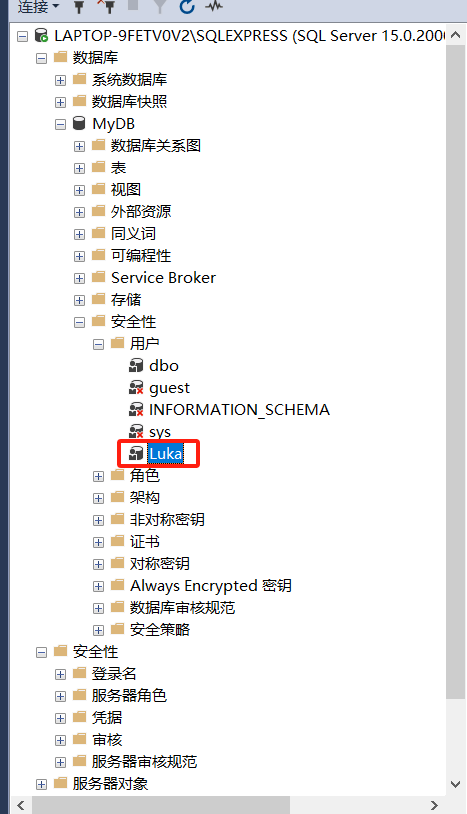 连接
LAPTOP-9FETV0V2\SQLEXPRESS (SQL Server 15.0.200
数据库
系统数据库
数据库快照
MyDB
数据库关系图
表
视图
外部资源
同义词
可编程性
Service Broker
存储
安全性
用户
dbo
guest
INFORMATION_SCHEMA
sys
Luka
角色
架构
非对称密钥
证书
对称密钥
Always Encrypted 密钥
数据库审核规范
安全策略
安全性
登录名
服务器角色
凭据
审核
服务器审核规范
服务器对象